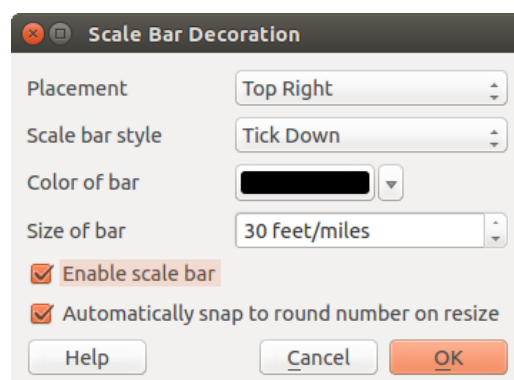 Scale Bar Decoration
Placement Top Right
Scale bar style Tick Down
Color of bar
Size of bar 30 feet/miles
Enable scale bar
Automatically snap to round number on resize
Help Cancel OK